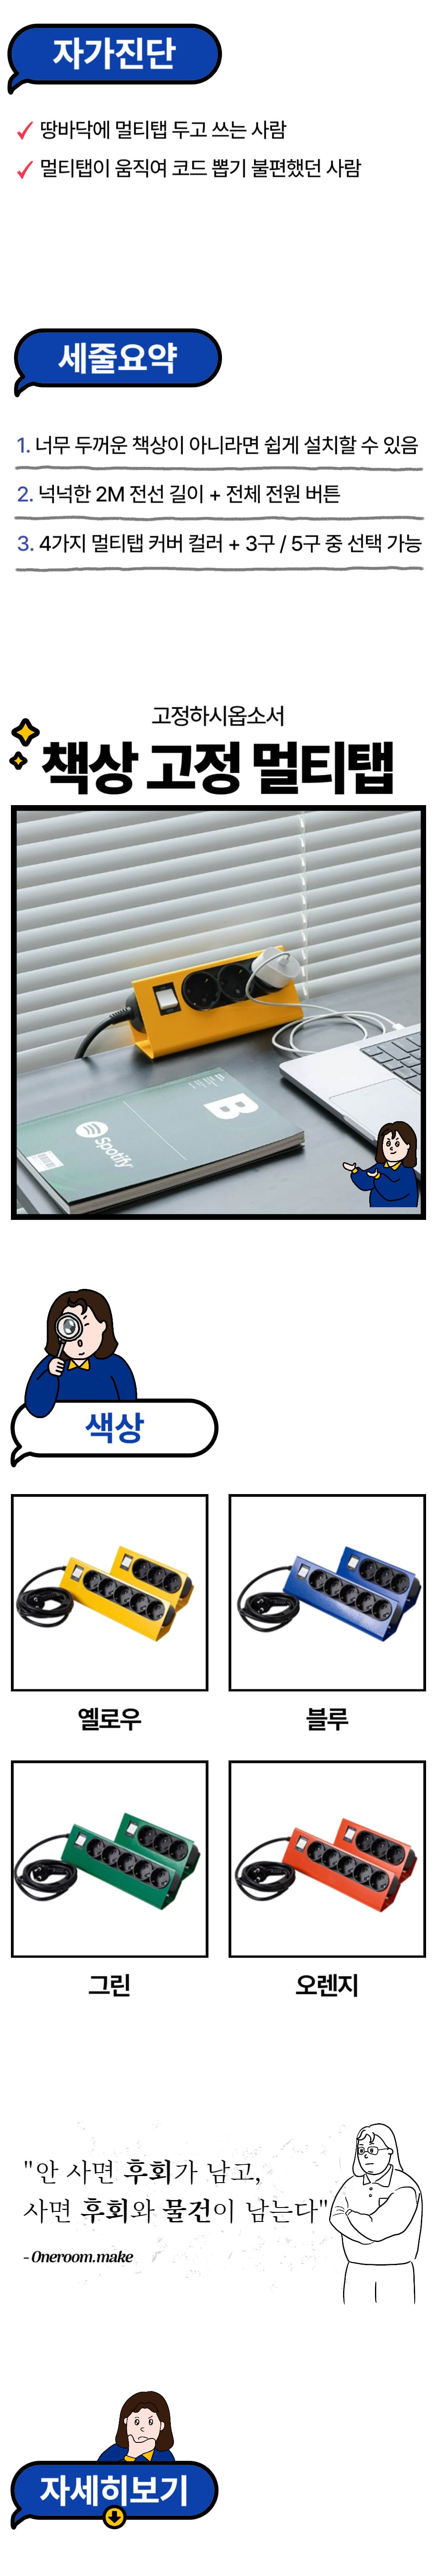 자가진단
땅바닥에 멀티탭 두고 쓰는 사람
멀티탭이 움직여 코드 뽑기 불편했던 사람
세줄요약
1. 너무 두꺼운 책상이 아니라면 쉽게 설치할 수 있음
2. 넉넉한 2M 전선 길이 + 전체 전원 버튼
3. 4가지 멀티탭 커버 컬러 + 3구 / 5구 중 선택 가능
고정하시옵소서
책상 고정 멀티탭
B
Spotify
색상
옐로우
블루
그린
오렌지
"안 사면 후회가 남고,
사면 후회와 물건이 남는다"
- Oneroom.make
자세히보기